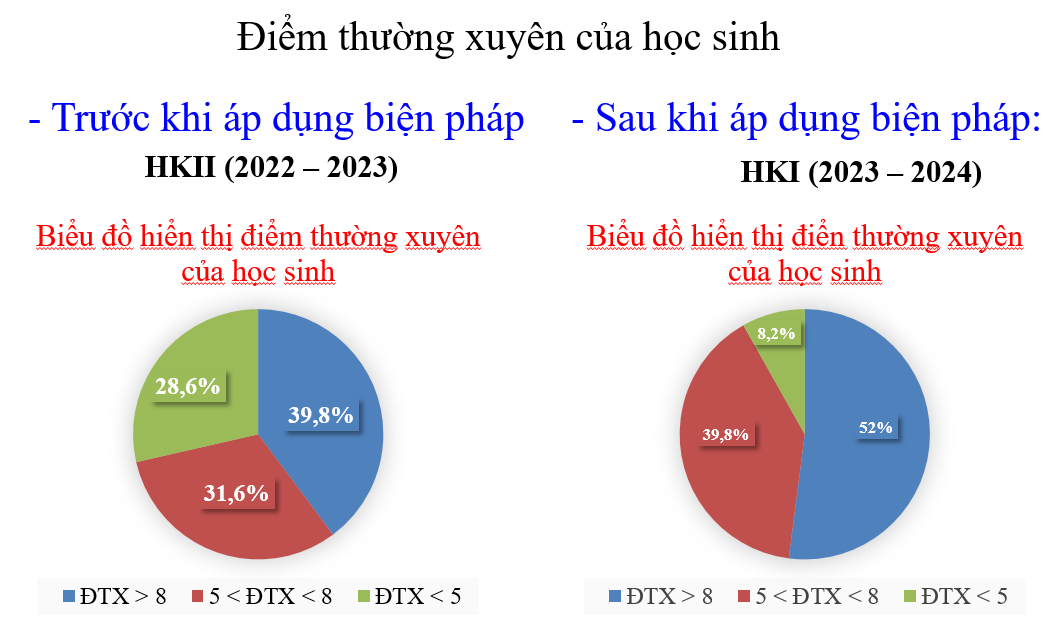 Điểm thường xuyên của học sinh
- Trước khi áp dụng biện pháp
HKII (2022 – 2023)
Biểu đồ hiển thị điểm thường xuyên
của học sinh
28,6%
39,8%
31,6%
ĐTX > 8 5 < ĐTX < 8 ĐTX < 5
- Sau khi áp dụng biện pháp:
HKI (2023 – 2024)
Biểu đồ hiển thị điển thường xuyên
của học sinh
8,2%
39,8%
52%
ĐTX > 8 5 < ĐTX < 8 ĐTX < 5